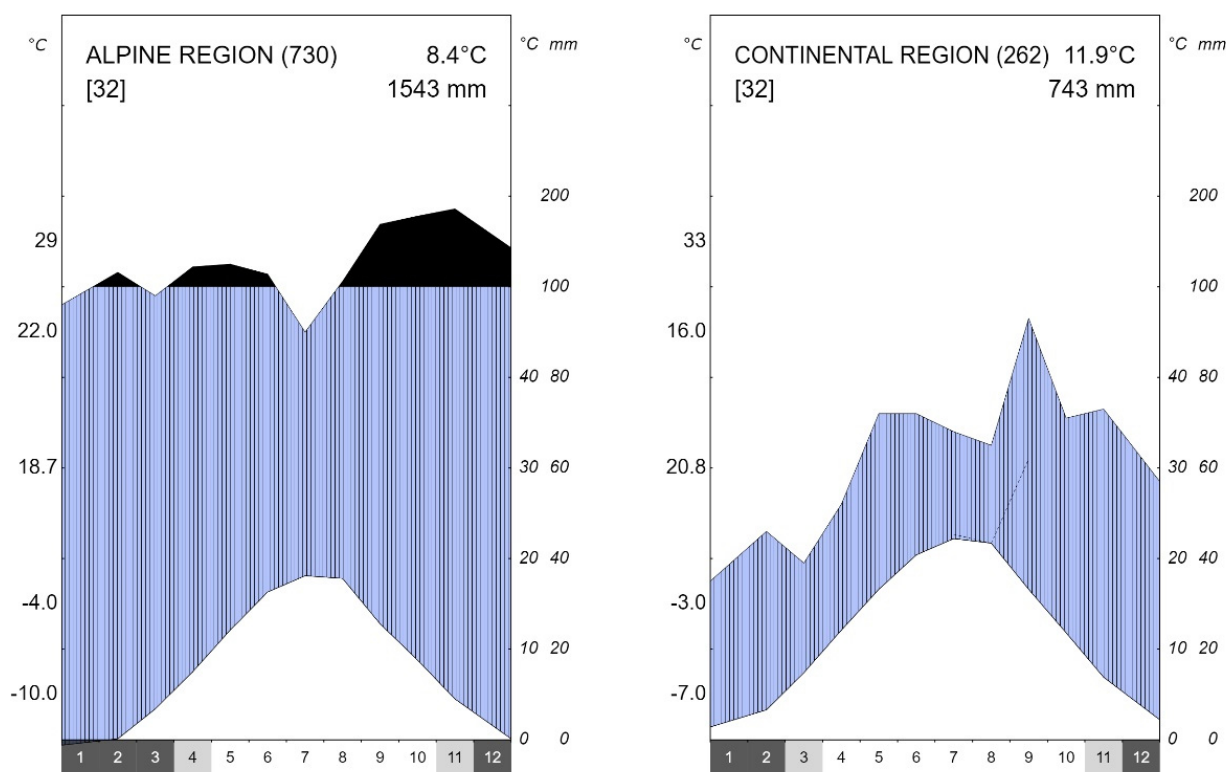 °C
°C mm
ALPINE REGION (730) 8.4°C
[32] 1543 mm
200
29
100
22.0
40 80
18.7
30 60
20 40
-4.0
10 20
-10.0
0 0
1 2 3 4 5 6 7 8 9 10 11 12
°C
°C mm
CONTINENTAL REGION (262) 11.9°C
[32] 743 mm
200
33
100
16.0
40 80
20.8
30 60
20 40
-3.0
10 20
-7.0
0 0
1 2 3 4 5 6 7 8 9 10 11 12